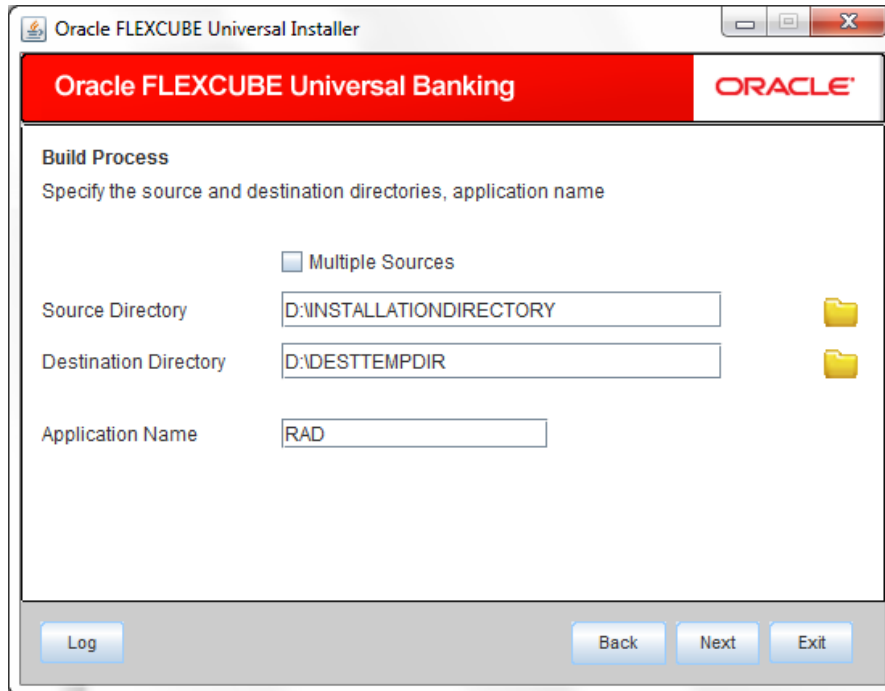 Oracle FLEXCUBE Universal Installer
Oracle FLEXCUBE Universal Banking
ORACLE
Build Process
Specify the source and destination directories, application name
Multiple Sources
Source Directory D:\INSTALLATIONDIRECTORY
Destination Directory D:\DESTTEMPDIR
Application Name RAD
Log Back Next Exit